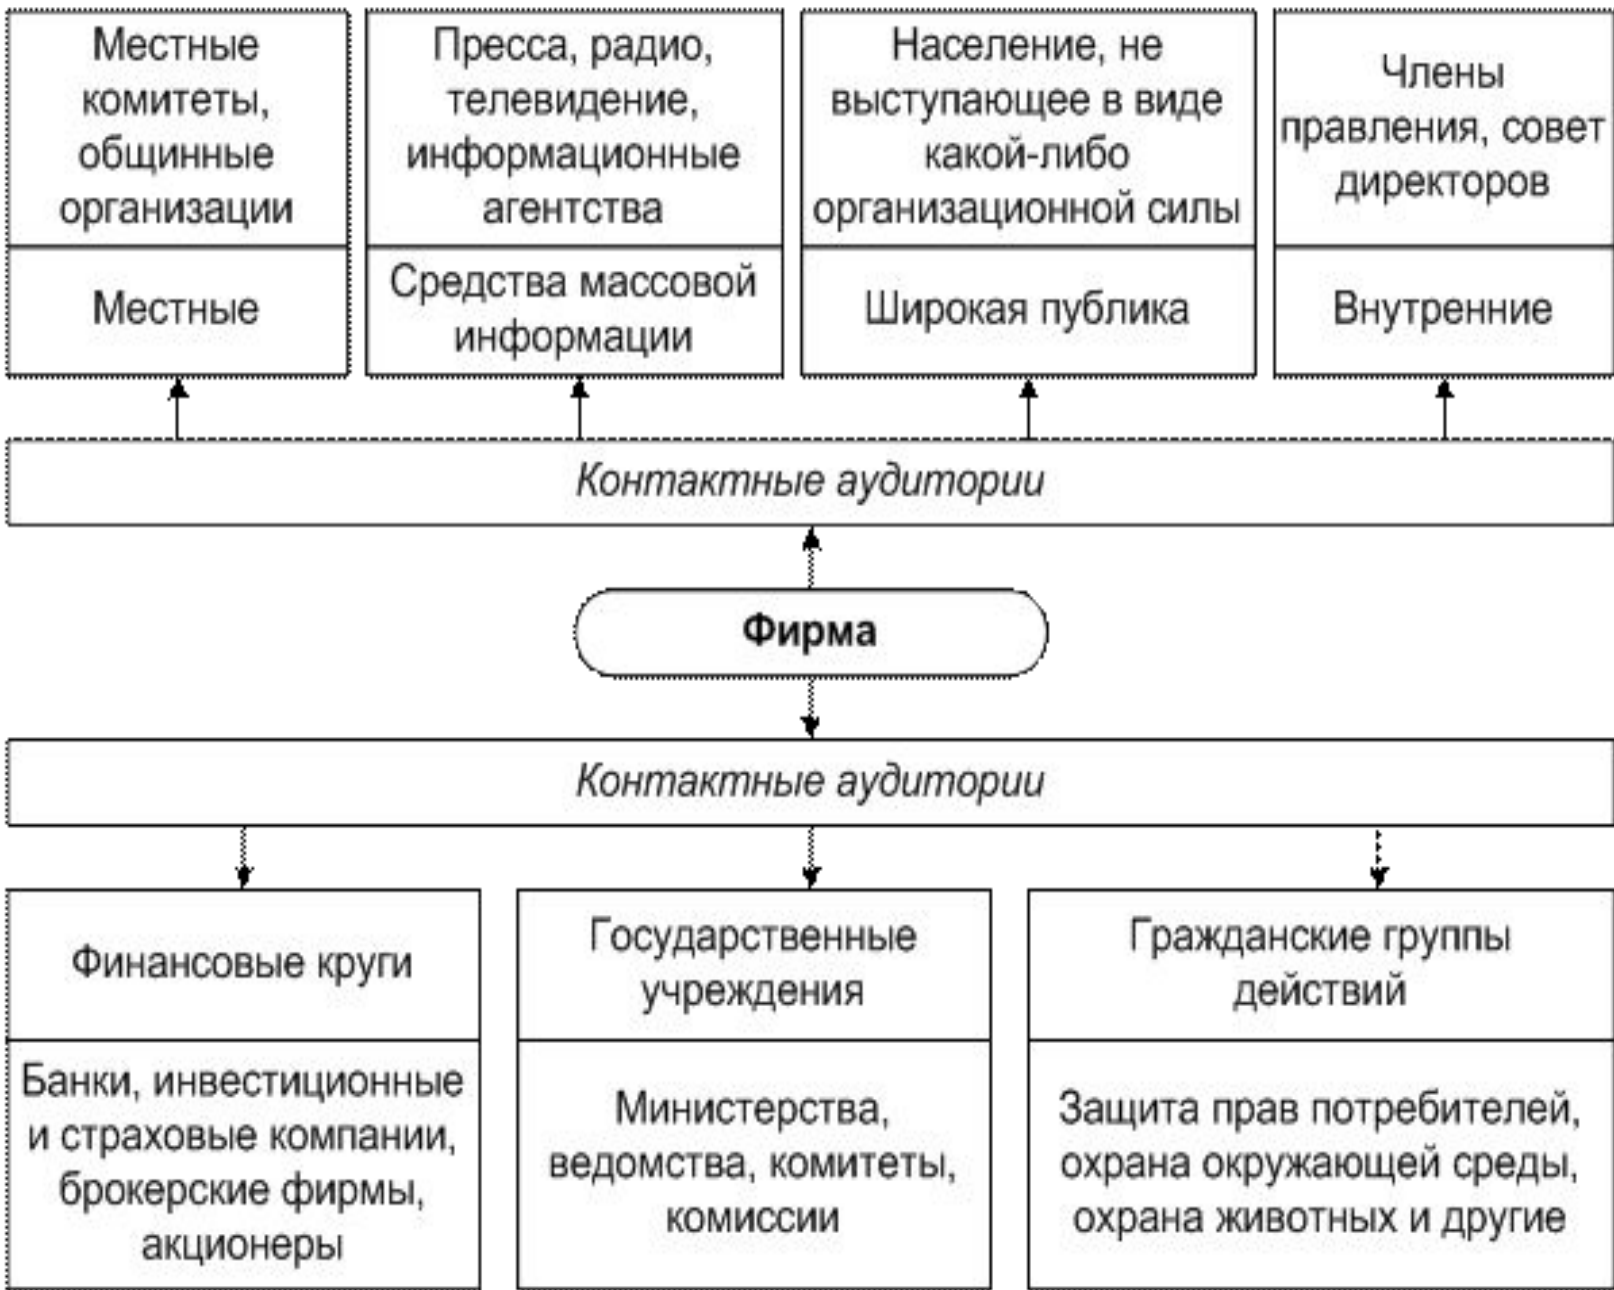 Местные
комитеты,
общинные
организации
Местные
Пресса, радио,
телевидение,
информационные
агентства
Средства массовой
информации
Население, не
выступающее в виде
какой-либо
организационной силы
Широкая публика
Члены
правления, совет
директоров
Внутренние
Контактные аудитории
Фирма
Контактные аудитории
Финансовые круги
Банки, инвестиционные
и страховые компании,
брокерские фирмы,
акционеры
Государственные
учреждения
Министерства,
ведомства, комитеты,
комиссии
Гражданские группы
действий
Защита прав потребителей,
охрана окружающей среды,
охрана животных и другие